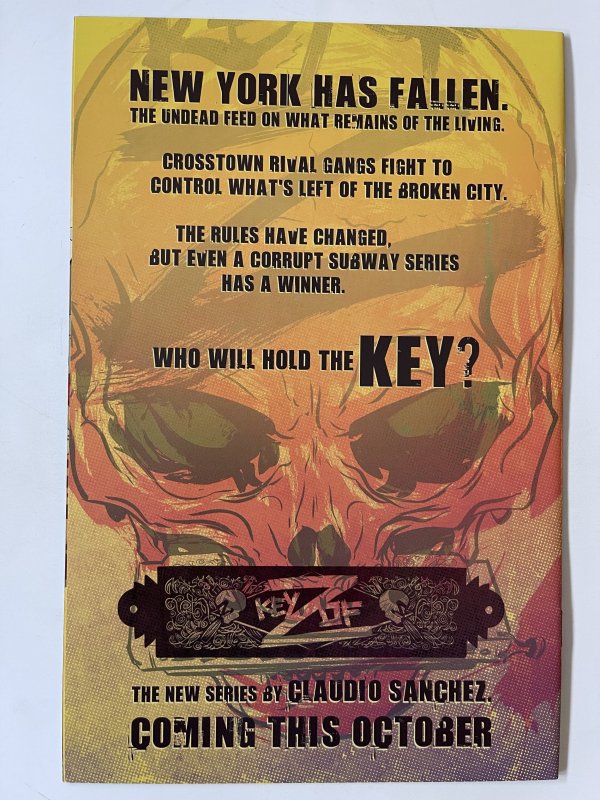 NEW YORK HAS FALLEN.
THE UNDEAD FEED ON WHAT REMAINS OF THE LIVING.
CROSSTOWN RIVAL GANGS FIGHT TO
CONTROL WHAT'S LEFT OF THE BROKEN CITY.
THE RULES HAVE CHANGED,
BUT EVEN A CORRUPT SUBWAY SERIES
HAS A WINNER.
WHO WILL HOLD THE KEY?
KEY OF Z
THE NEW SERIES BY CLAUDIO SANCHEZ.
COMING THIS OCTOBER